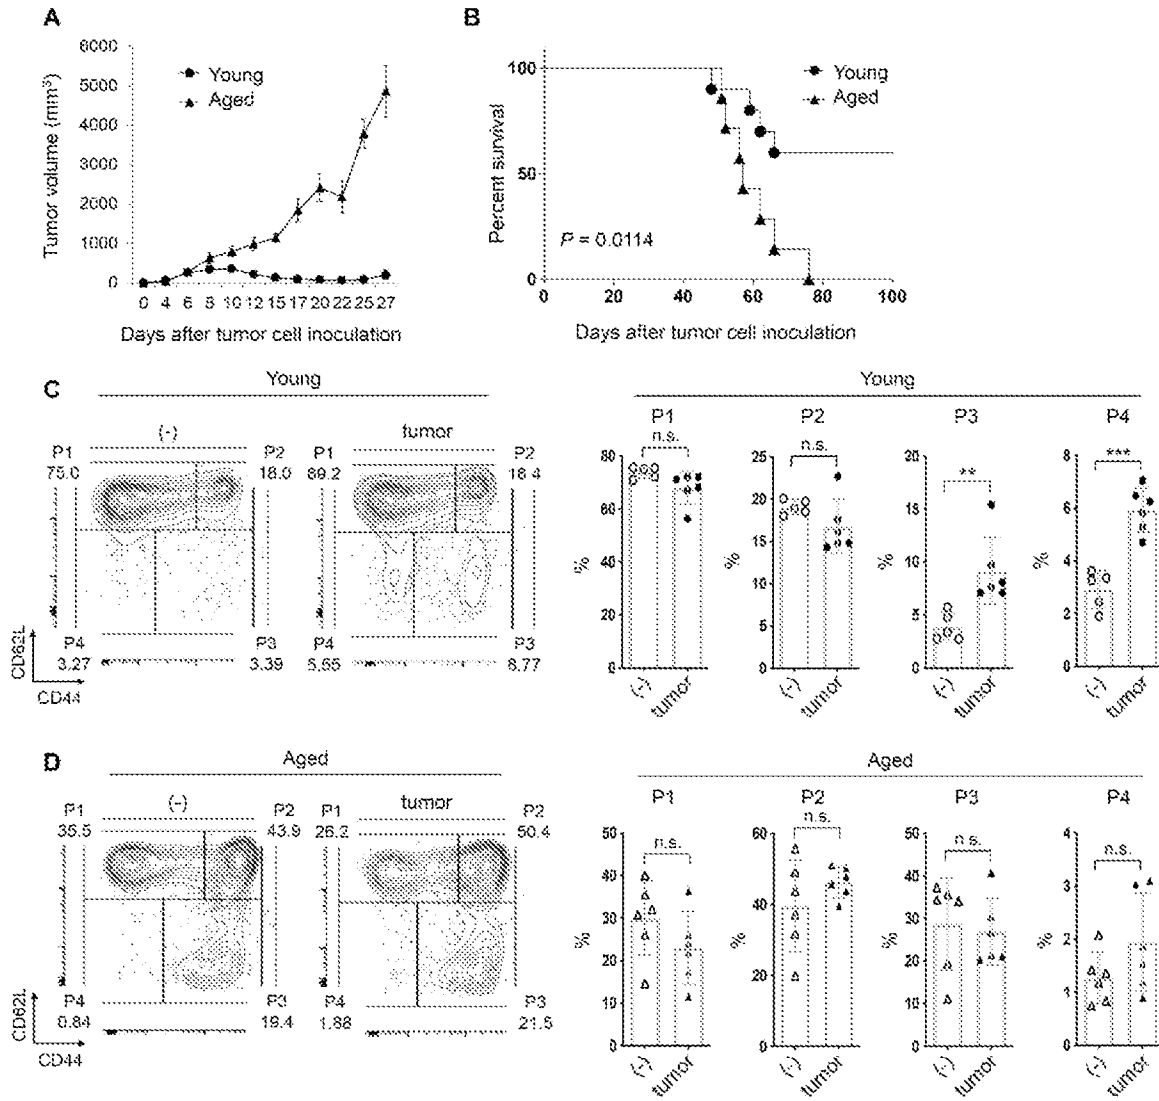 A
6000
5000
4000
3000
2000
1000
0
Tumor volume (mm³)
Young
Aged
0 4 6 8 10 12 15 17 20 22 25 27
Days after tumor cell inoculation
B
100
50
0
Percent survival
Young
Aged
P = 0.0114
0 20 40 60 80 100
Days after tumor cell inoculation
C
Young
(-)
tumor
P1
75.0
P2
18.0
P1
69.2
P2
18.4
P4
3.27
P3
3.39
P4
5.55
P3
8.77
CD62L
CD44
Young
P1
P2
P3
P4
n.s.
n.s.
**
***
80
60
40
20
0
%
(-)
tumor
25
20
15
10
5
0
%
(-)
tumor
20
15
10
5
0
%
(-)
tumor
8
6
4
2
0
%
(-)
tumor
D
Aged
(-)
tumor
P1
35.5
P2
43.9
P1
26.2
P2
50.4
P4
0.84
P3
19.4
P4
1.88
P3
21.5
CD62L
CD44
Aged
P1
P2
P3
P4
n.s.
n.s.
n.s.
n.s.
50
40
30
20
10
0
%
(-)
tumor
60
40
20
0
%
(-)
tumor
50
40
30
20
10
0
%
(-)
tumor
4
3
2
1
0
%
(-)
tumor